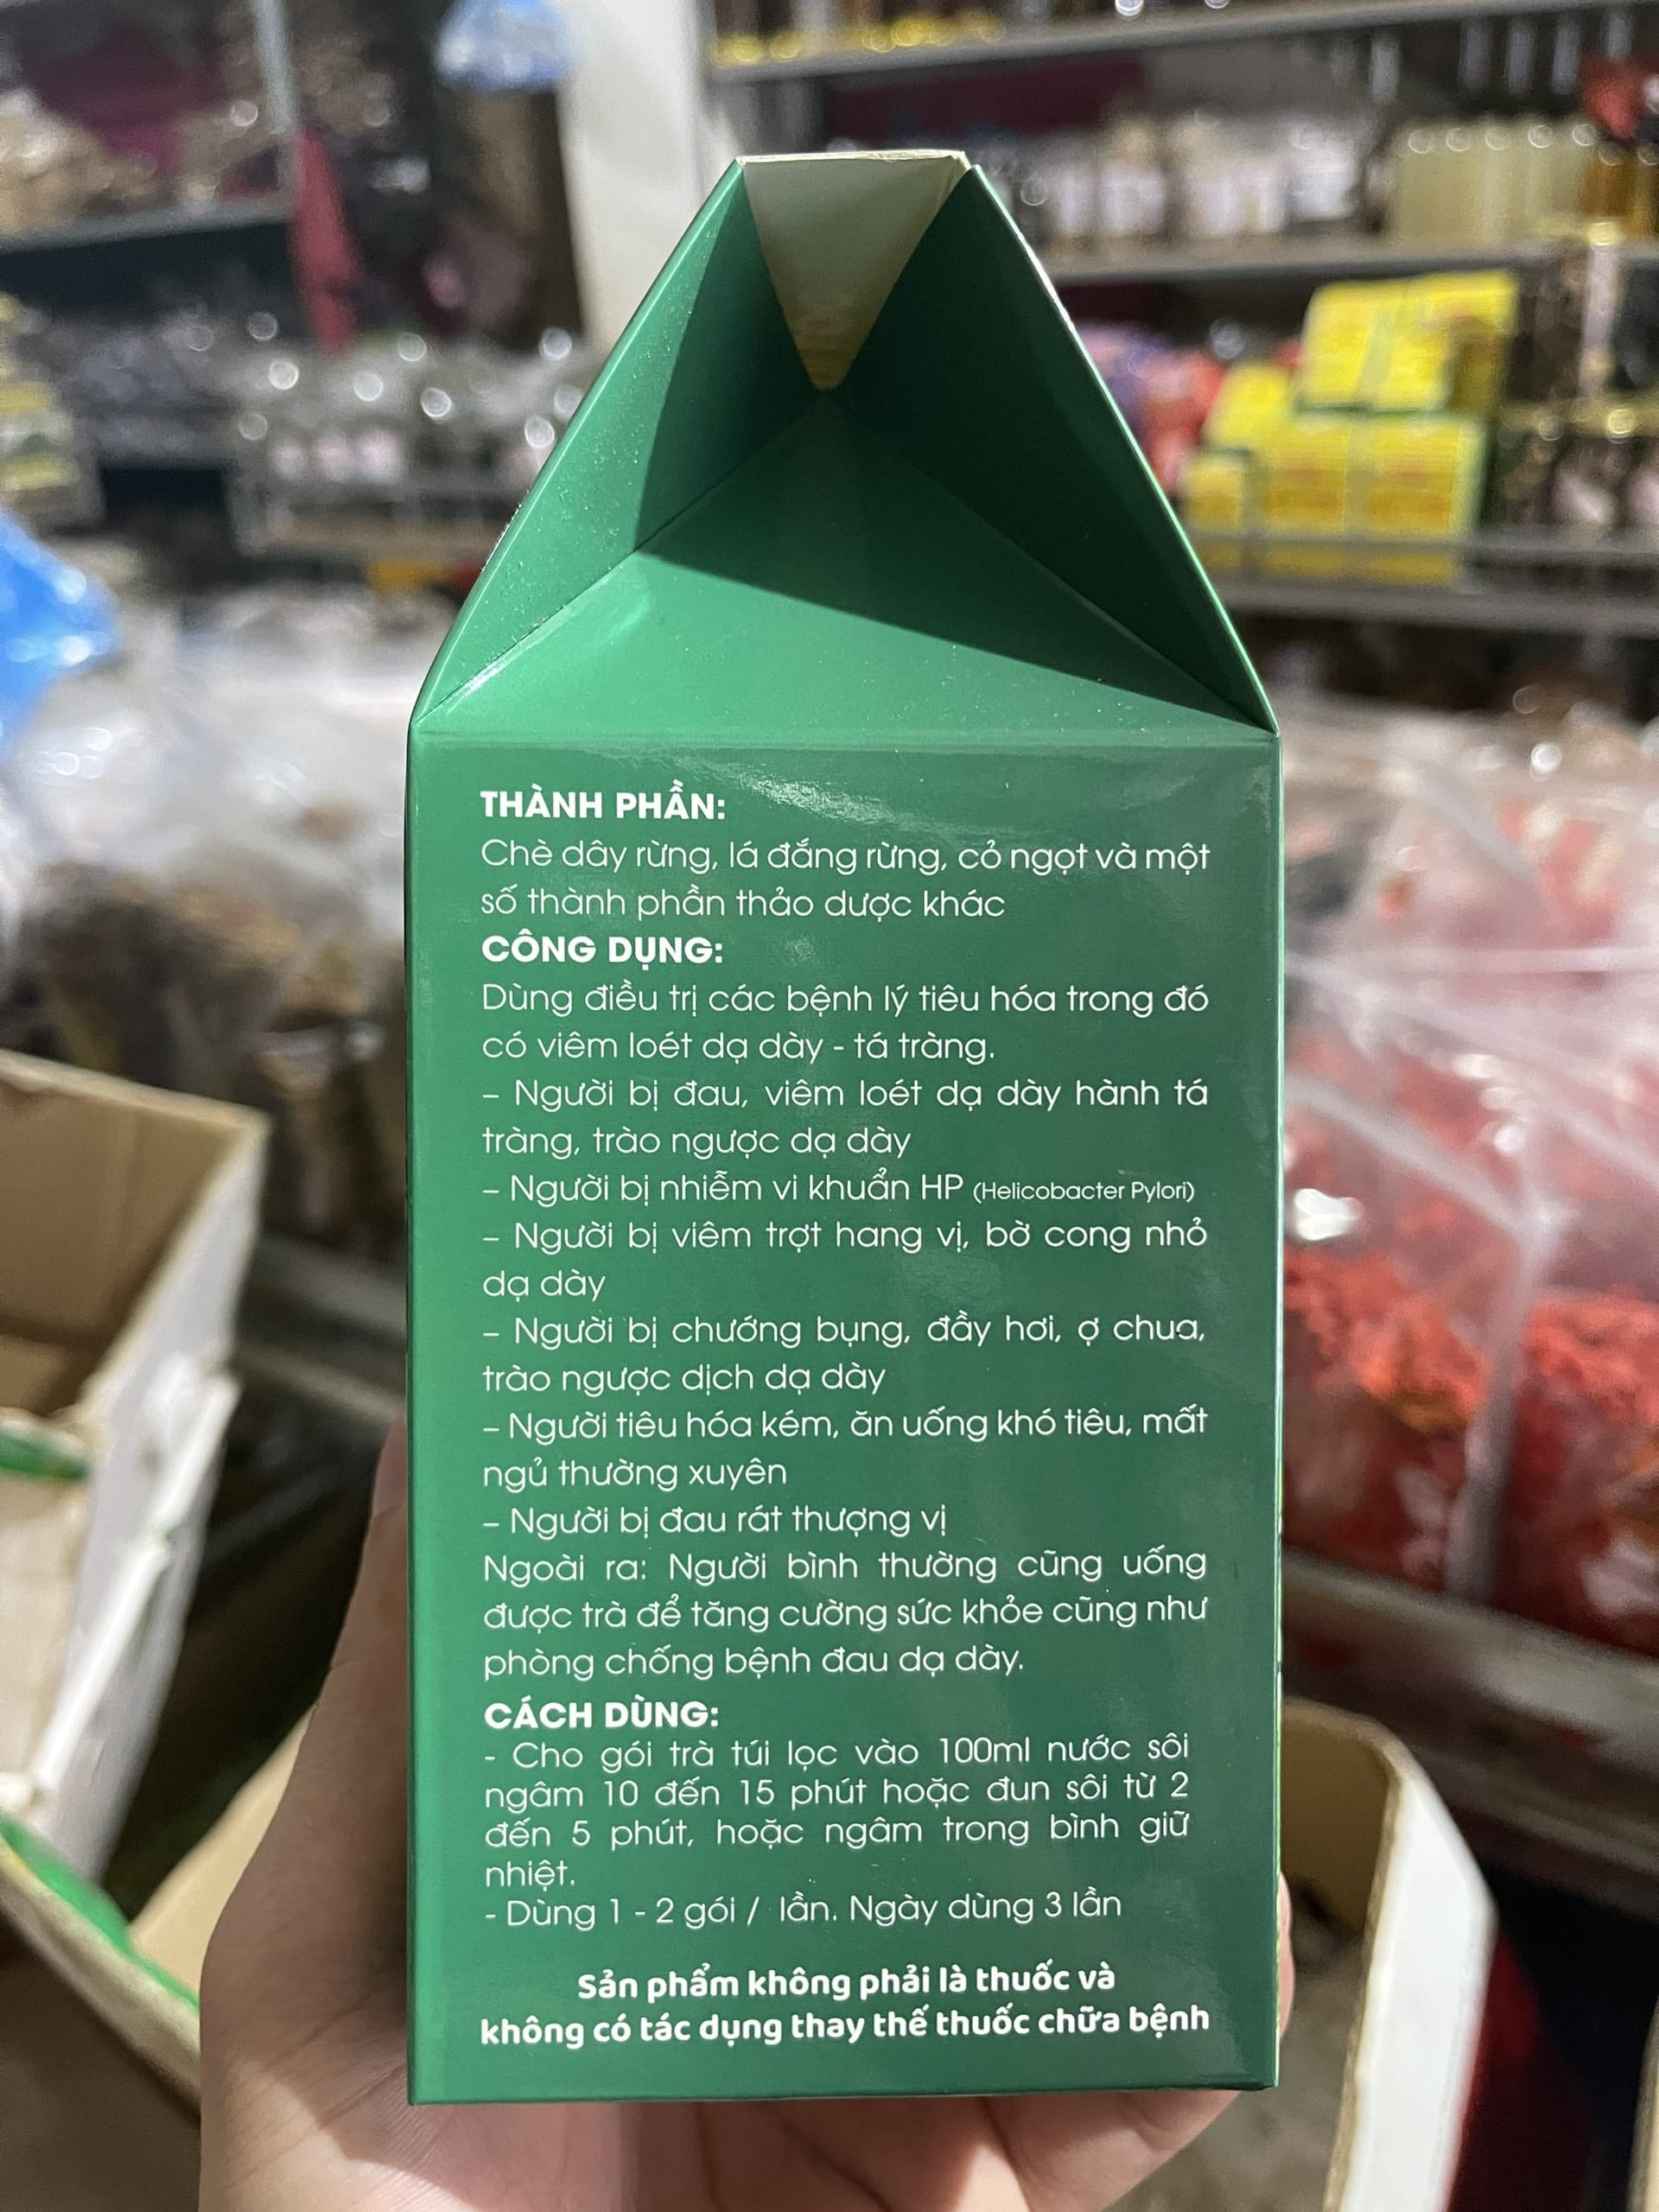 THÀNH PHẦN:
Chè dây rừng, lá đắng rừng, cỏ ngọt và một
số thành phần thảo dược khác
CÔNG DỤNG:
Dùng điều trị các bệnh lý tiêu hóa trong đó
có viêm loét dạ dày - tá tràng.
– Người bị đau, viêm loét dạ dày hành tá
tràng, trào ngược dạ dày
– Người bị nhiễm vi khuẩn HP (Helicobacter Pylori)
– Người bị viêm trợt hang vị, bờ cong nhỏ
dạ dày
– Người bị chướng bụng, đầy hơi, ợ chua,
trào ngược dịch dạ dày
– Người tiêu hóa kém, ăn uống khó tiêu, mất
ngủ thường xuyên
– Người bị đau rát thượng vị
Ngoài ra: Người bình thường cũng uống
được trà để tăng cường sức khỏe cũng như
phòng chống bệnh đau dạ dày.
CÁCH DÙNG:
- Cho gói trà túi lọc vào 100ml nước sôi
ngâm 10 đến 15 phút hoặc đun sôi từ 2
đến 5 phút, hoặc ngâm trong bình giữ
nhiệt.
- Dùng 1 - 2 gói / lần. Ngày dùng 3 lần
Sản phẩm không phải là thuốc và
không có tác dụng thay thế thuốc chữa bệnh